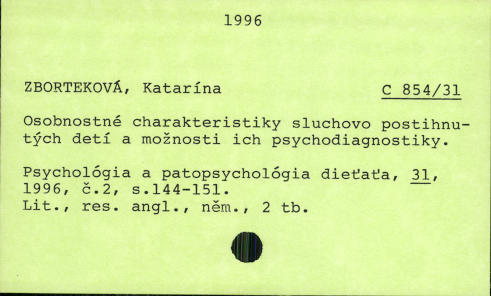 1996
ZBORTEKOVÁ, Katarína C 854/31
Osobnostné charakteristiky sluchovo postihnu-
tých detí a možnosti ich psychodiagnostiky.
Psychológia a patopsychológia dieťaťa, 31,
1996, č.2, s.144-151.
Lit., res. angl., něm., 2 tb.